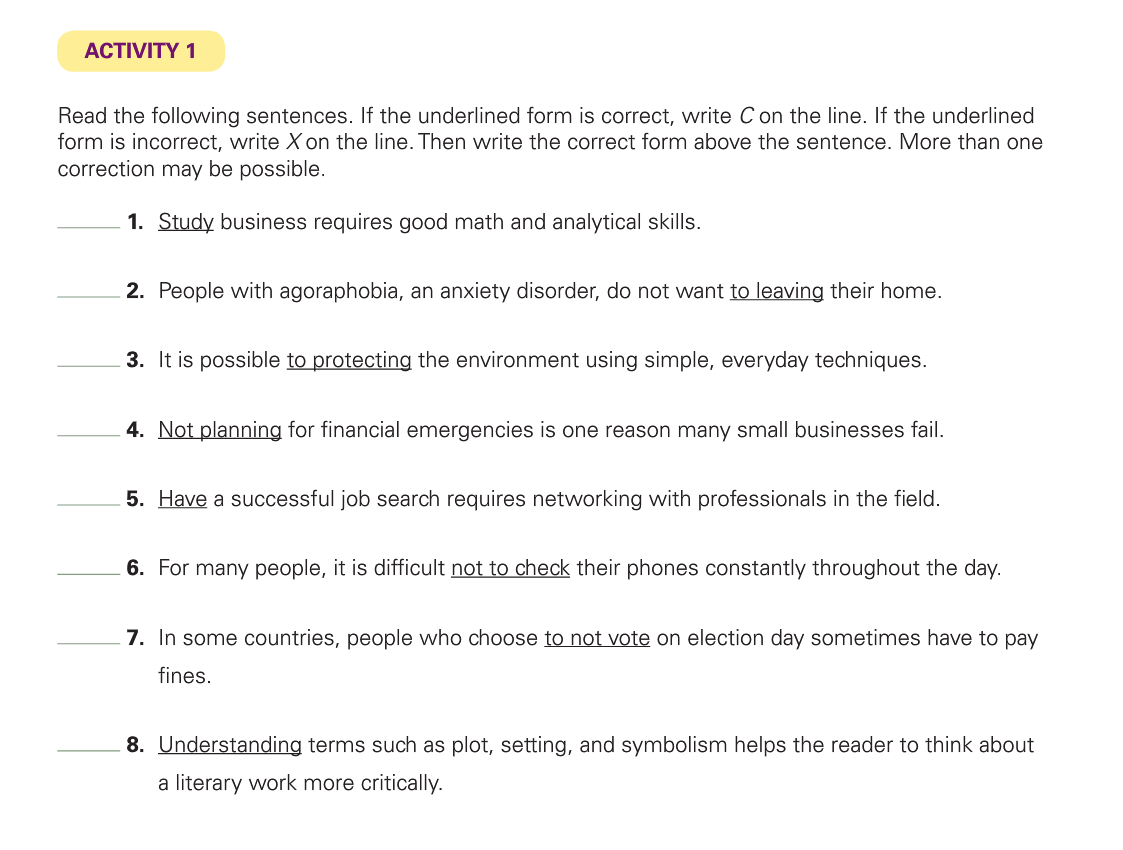 ACTIVITY 1
Read the following sentences. If the underlined form is correct, write C on the line. If the underlined
form is incorrect, write X on the line. Then write the correct form above the sentence. More than one
correction may be possible.
1. Study business requires good math and analytical skills.
2. People with agoraphobia, an anxiety disorder, do not want to leaving their home.
3. It is possible to protecting the environment using simple, everyday techniques.
4. Not planning for financial emergencies is one reason many small businesses fail.
5. Have a successful job search requires networking with professionals in the field.
6. For many people, it is difficult not to check their phones constantly throughout the day.
7. In some countries, people who choose to not vote on election day sometimes have to pay
fines.
8. Understanding terms such as plot, setting, and symbolism helps the reader to think about
a literary work more critically.